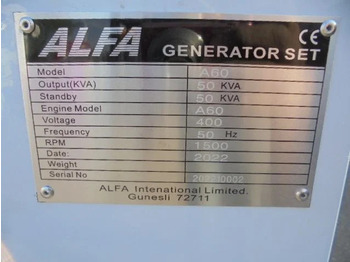 ALFA GENERATOR SET CE
Model A60
Output(KVA) 50 KVA
Standby 50 KVA
Engine Model A60
Voltage 400
Frequency 50 Hz
RPM 1500
Date: 2022
Weight
Serial No
ALFA Intentational Limited.
Gunesli 72711